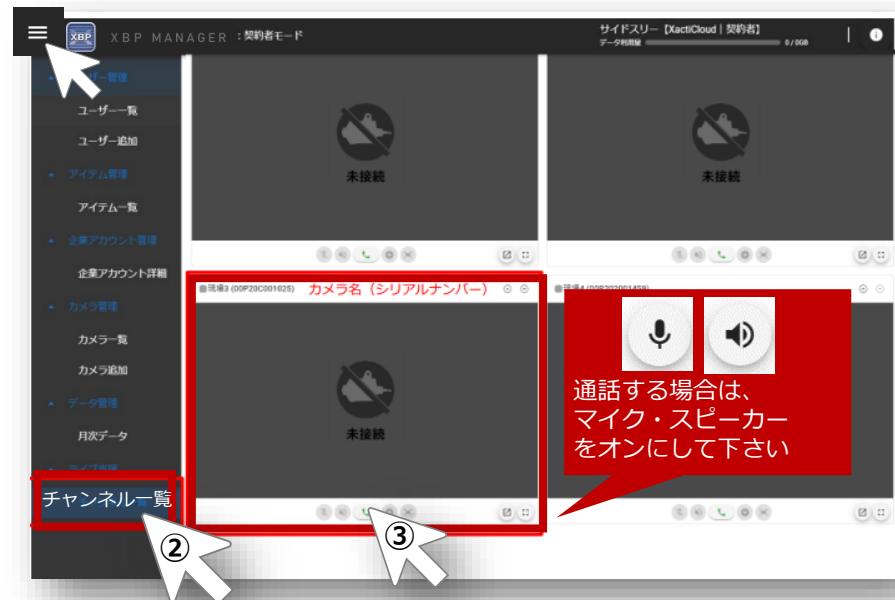 XBP
XBP MANAGER：契約者モード
サイドスリー【XactiCloud｜契約者】
データ利用量
0 / 0GB
ユーザー管理
ユーザー一覧
ユーザー追加
アイテム管理
アイテム一覧
企業アカウント管理
企業アカウント詳細
カメラ管理
カメラ一覧
カメラ追加
データ管理
月次データ
チャンネル一覧
②
未接続
未接続
現場3 (00P20C001025)
カメラ名（シリアルナンバー）
未接続
③
通話する場合は、
マイク・スピーカー
をオンにして下さい